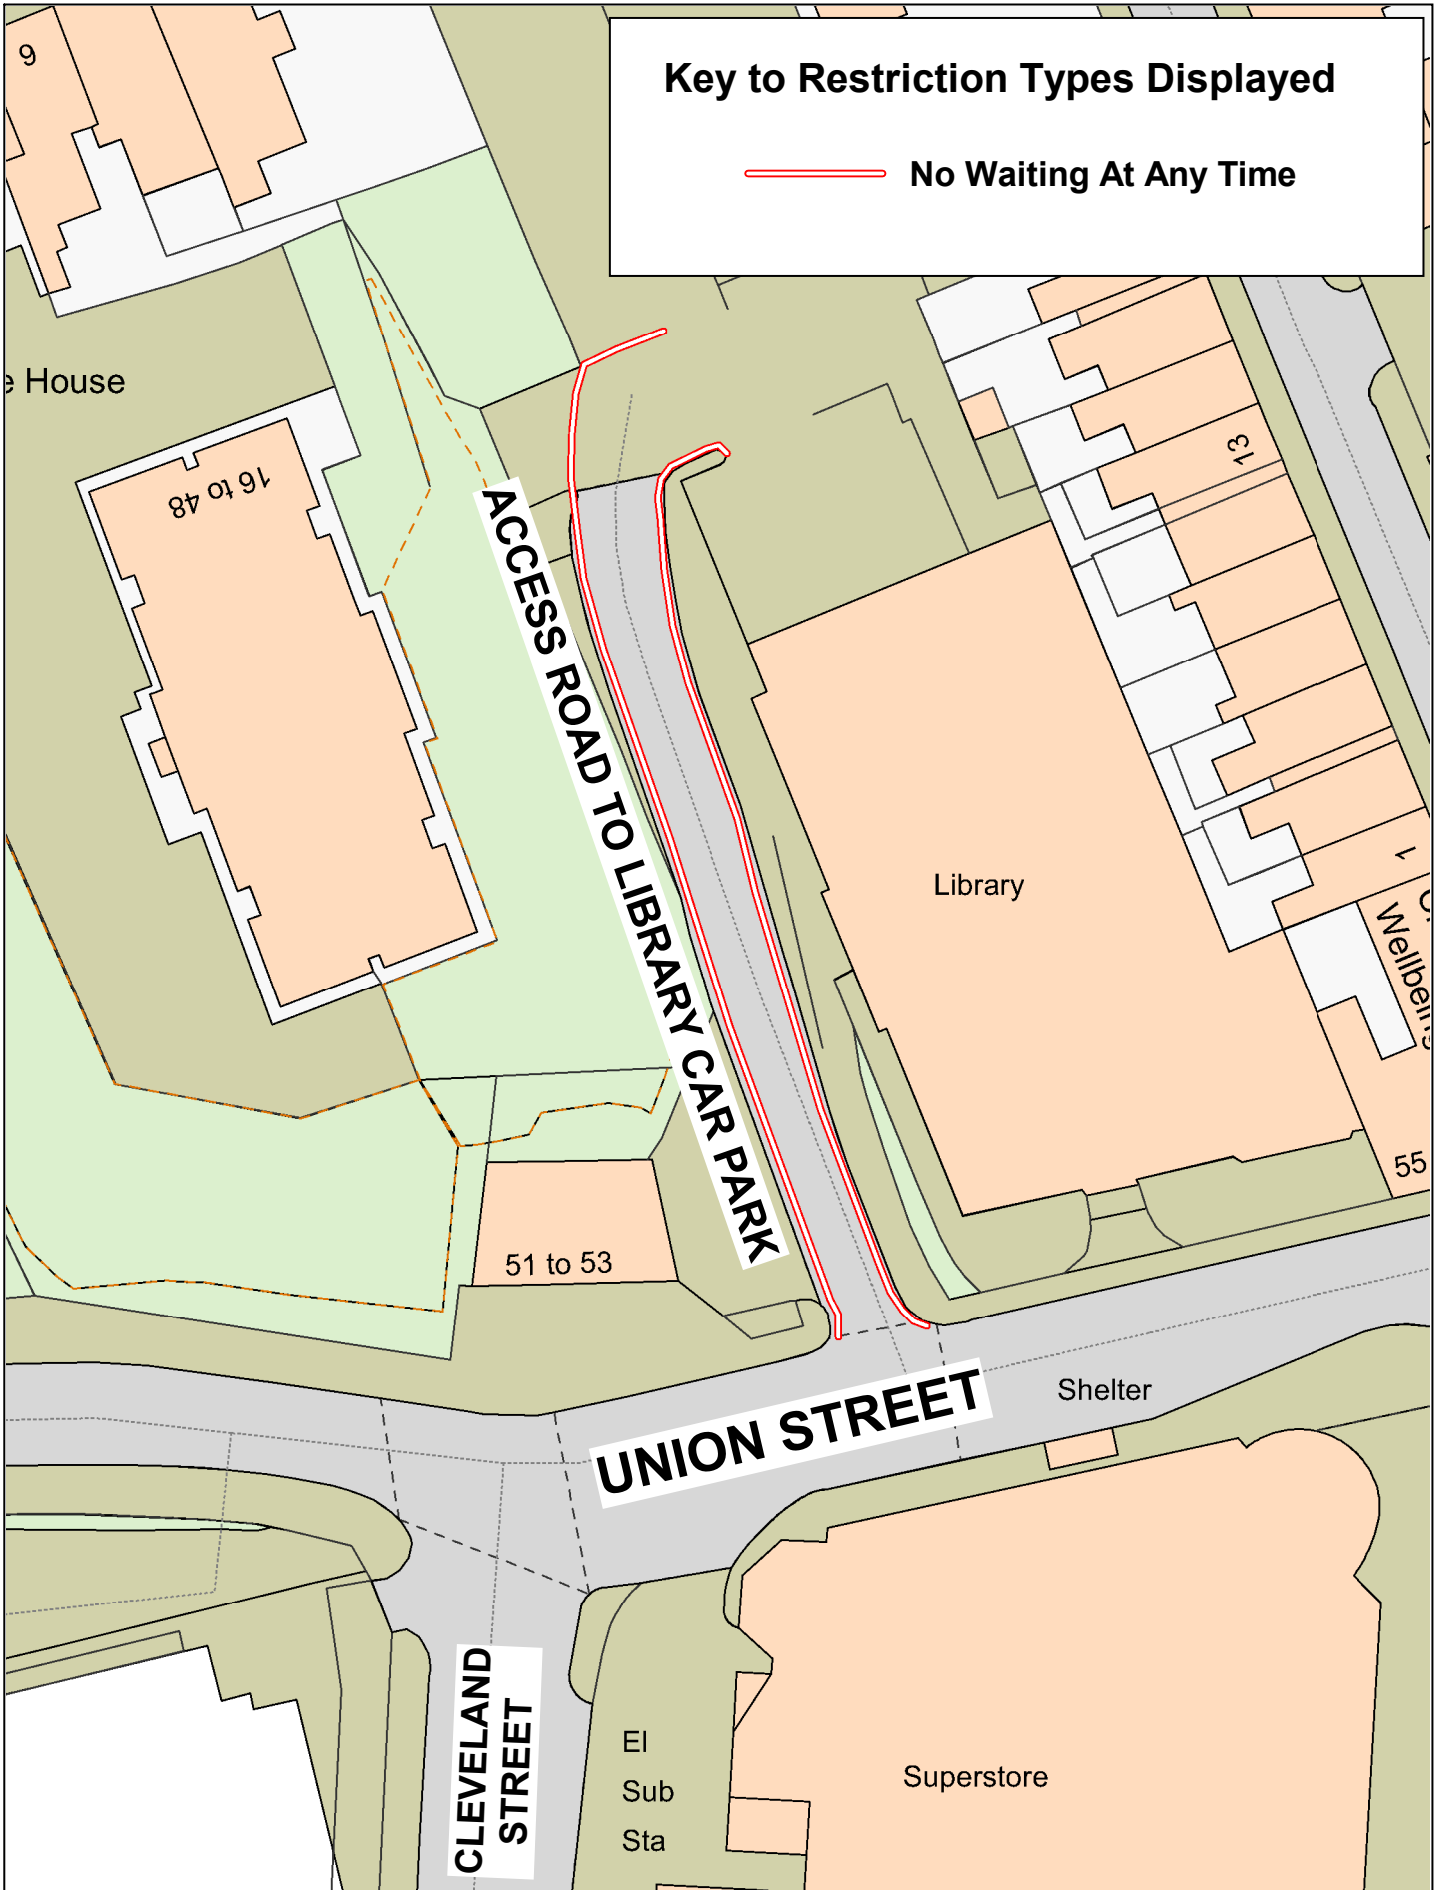 Key to Restriction Types Displayed
No Waiting At Any Time
9
e House
16 to 48
13
ACCESS ROAD TO LIBRARY CAR PARK
Library
1
Wellbeing
55
51 to 53
UNION STREET
Shelter
CLEVELAND
STREET
El
Sub
Sta
Superstore